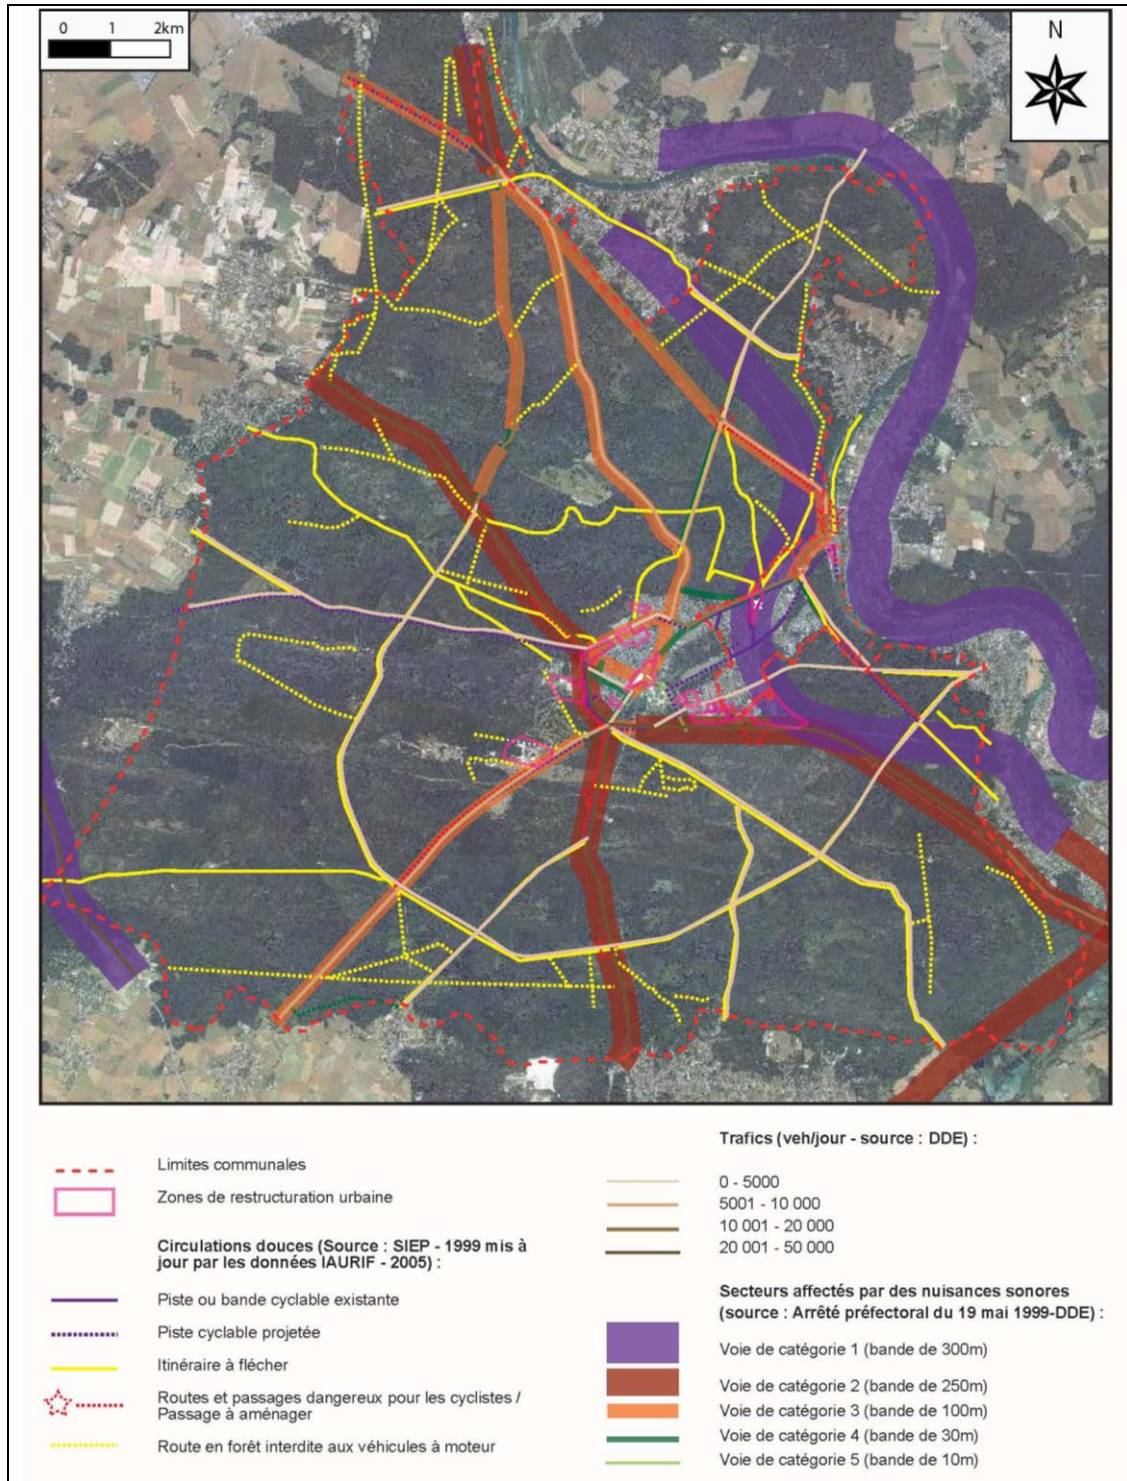 0 1 2km
N
Limites communales
Zones de restructuration urbaine
Circulations douces (Source : SIEP - 1999 mis à
jour par les données IAURIF - 2005) :
Piste ou bande cyclable existante
Piste cyclable projetée
Itinéraire à flécher
Routes et passages dangereux pour les cyclistes /
Passage à aménager
Route en forêt interdite aux véhicules à moteur
Trafics (veh/jour - source : DDE) :
0 - 5000
5001 - 10 000
10 001 - 20 000
20 001 - 50 000
Secteurs affectés par des nuisances sonores
(source : Arrêté préfectoral du 19 mai 1999-DDE) :
Voie de catégorie 1 (bande de 300m)
Voie de catégorie 2 (bande de 250m)
Voie de catégorie 3 (bande de 100m)
Voie de catégorie 4 (bande de 30m)
Voie de catégorie 5 (bande de 10m)